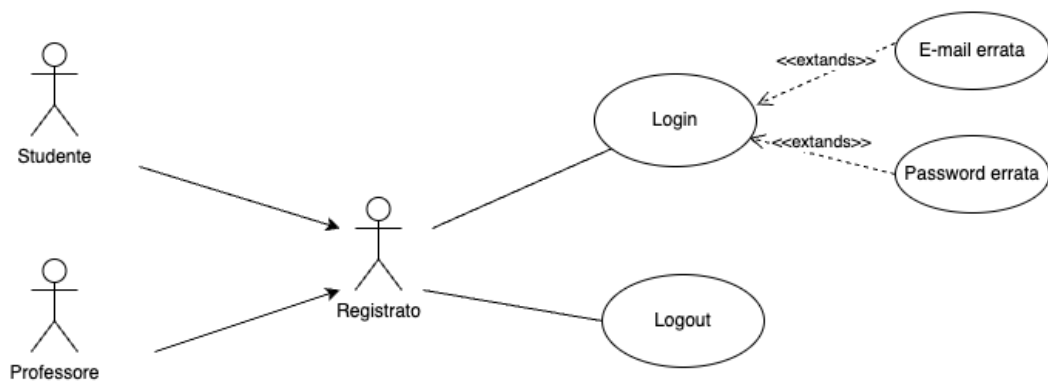 E-mail errata
<<extands>>
Login
Studente
<<extands>>
Password errata
Registrato
Logout
Professore